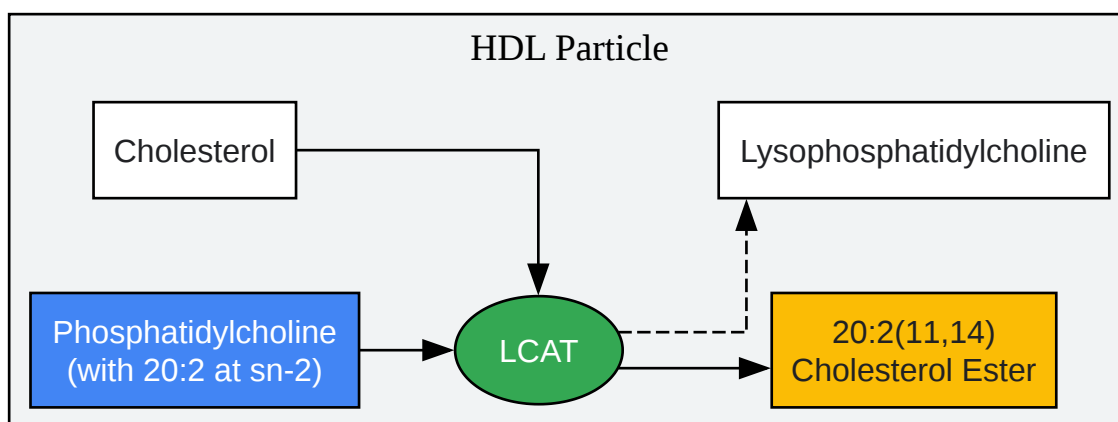 HDL Particle
Cholesterol
Lysophosphatidylcholine
Phosphatidylcholine
(with 20:2 at sn-2)
LCAT
20:2(11,14)
Cholesterol Ester